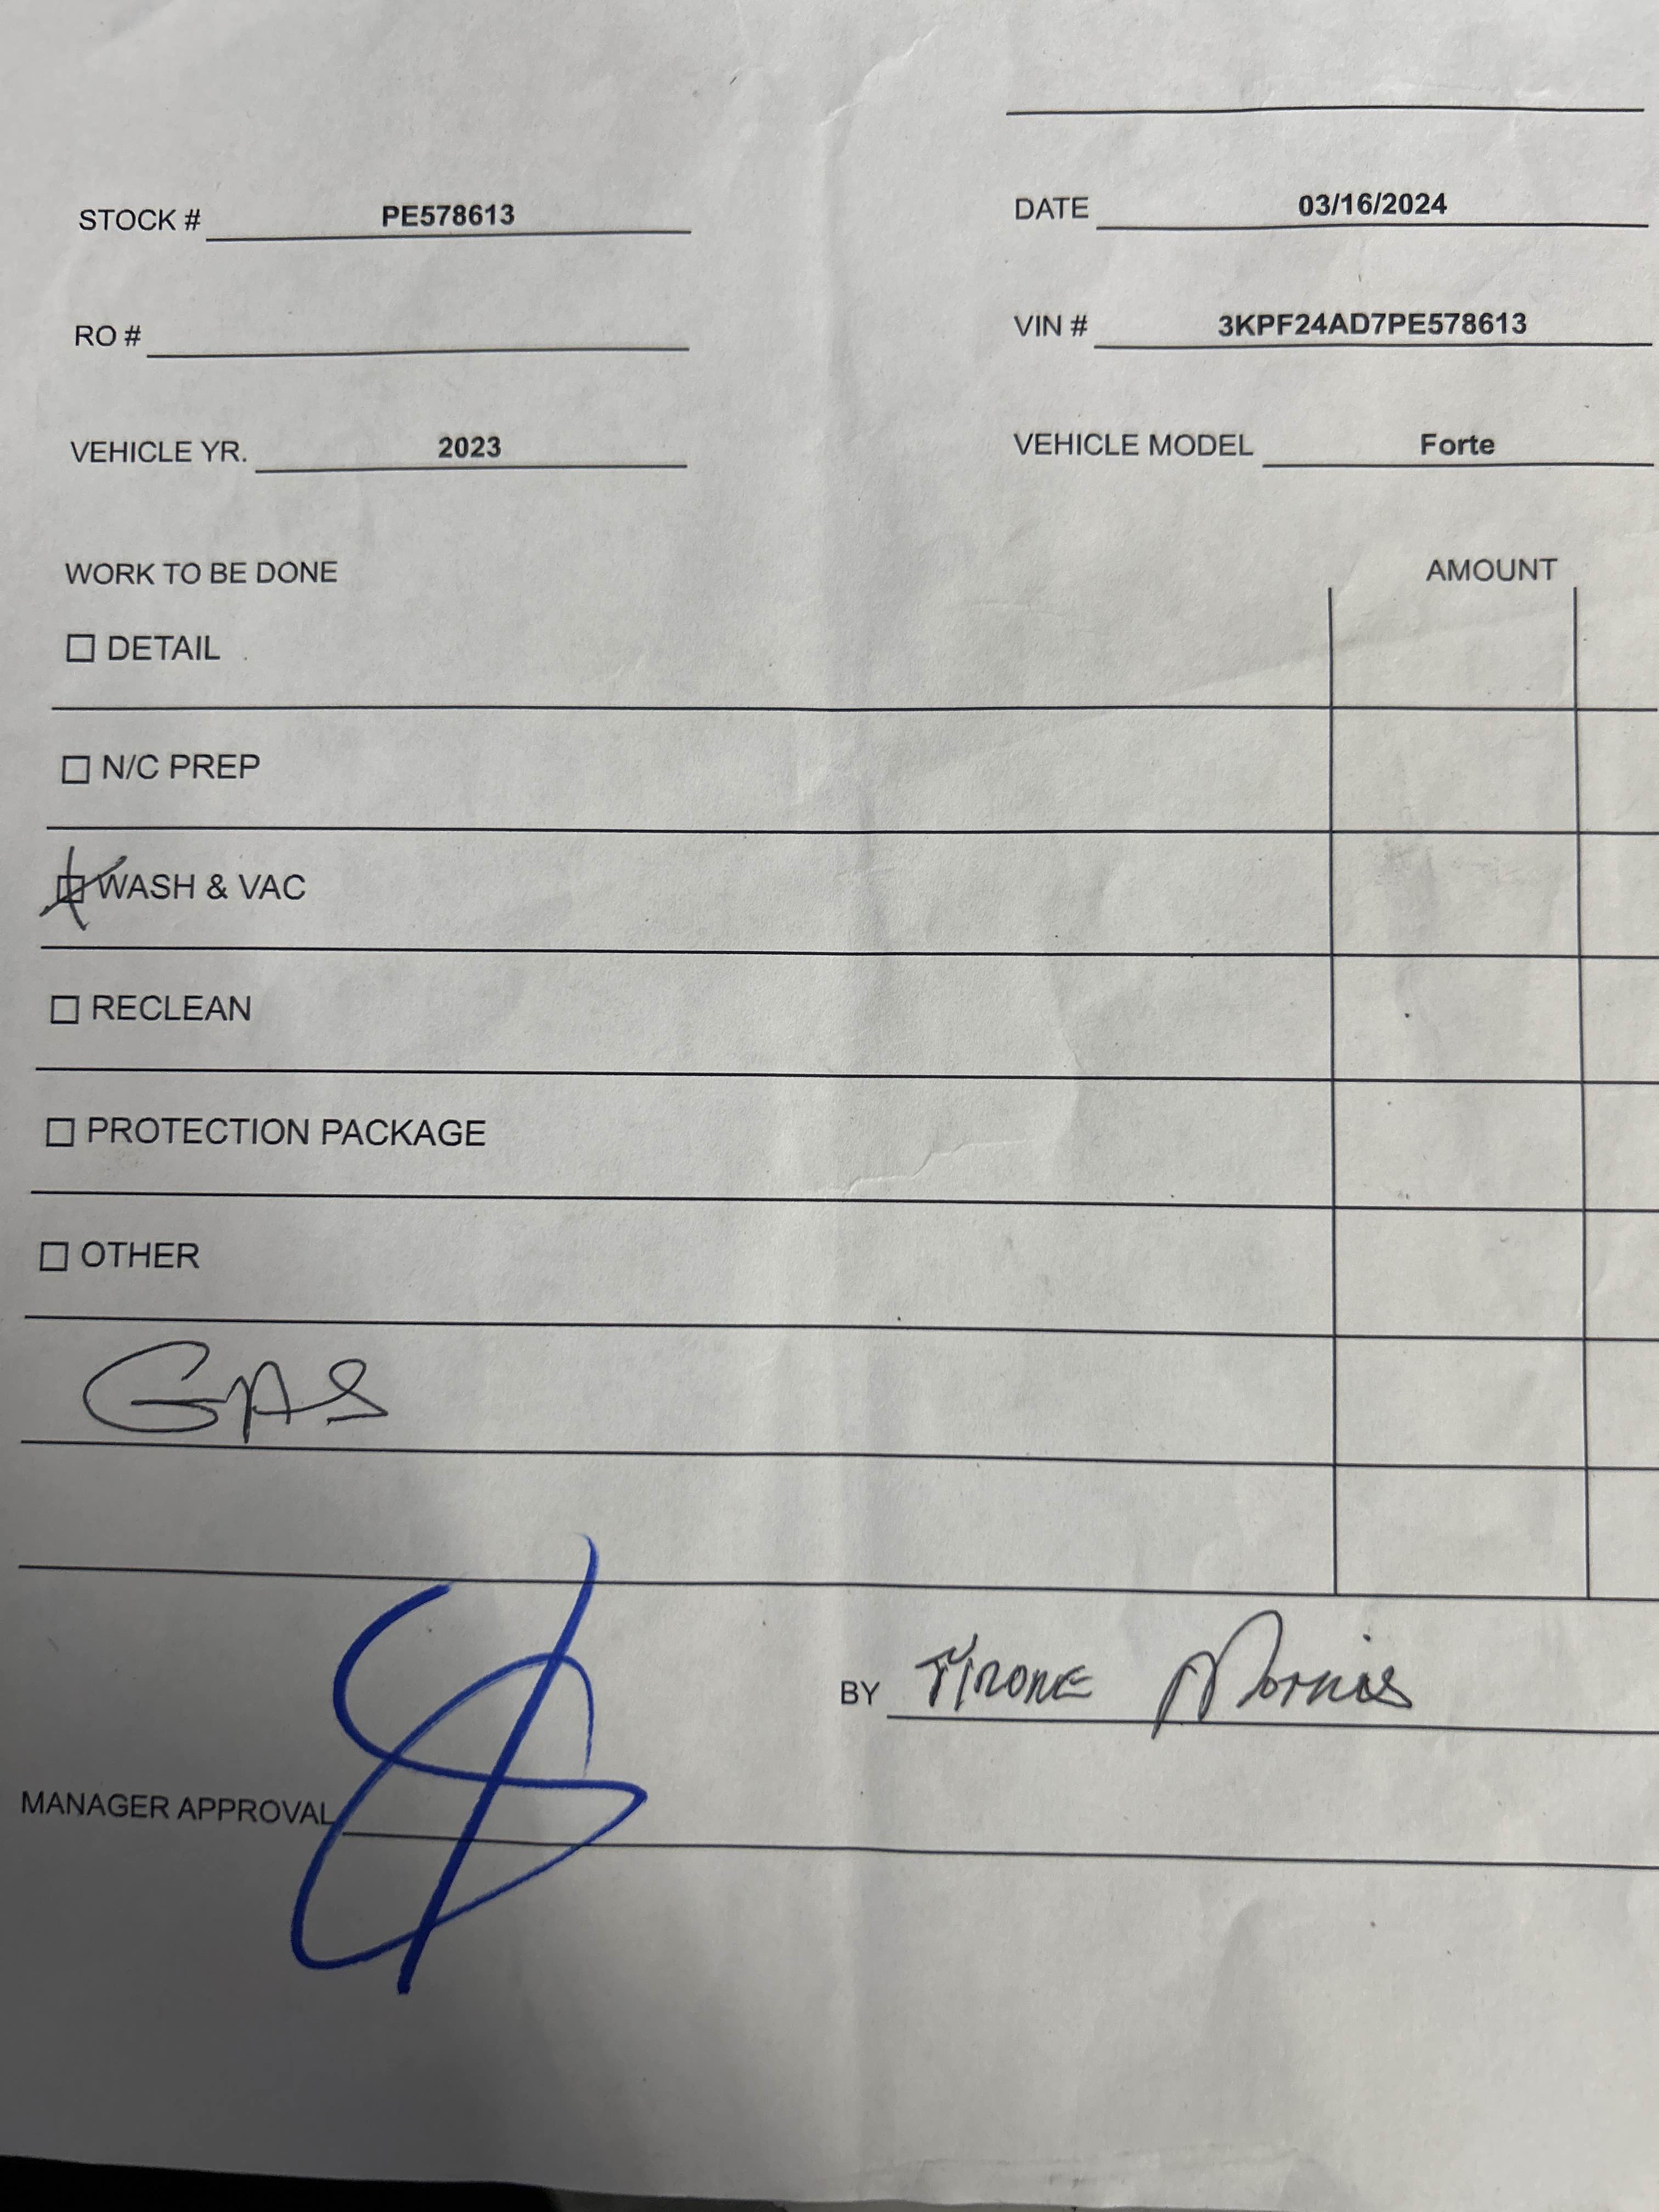 STOCK # PE578613 DATE 03/16/2024
RO # VIN # 3KPF24AD7PE578613
VEHICLE YR. 2023 VEHICLE MODEL Forte
WORK TO BE DONE AMOUNT
DETAIL
N/C PREP
WASH & VAC
RECLEAN
PROTECTION PACKAGE
OTHER
GAS
BY TYRONE Morris
MANAGER APPROVAL